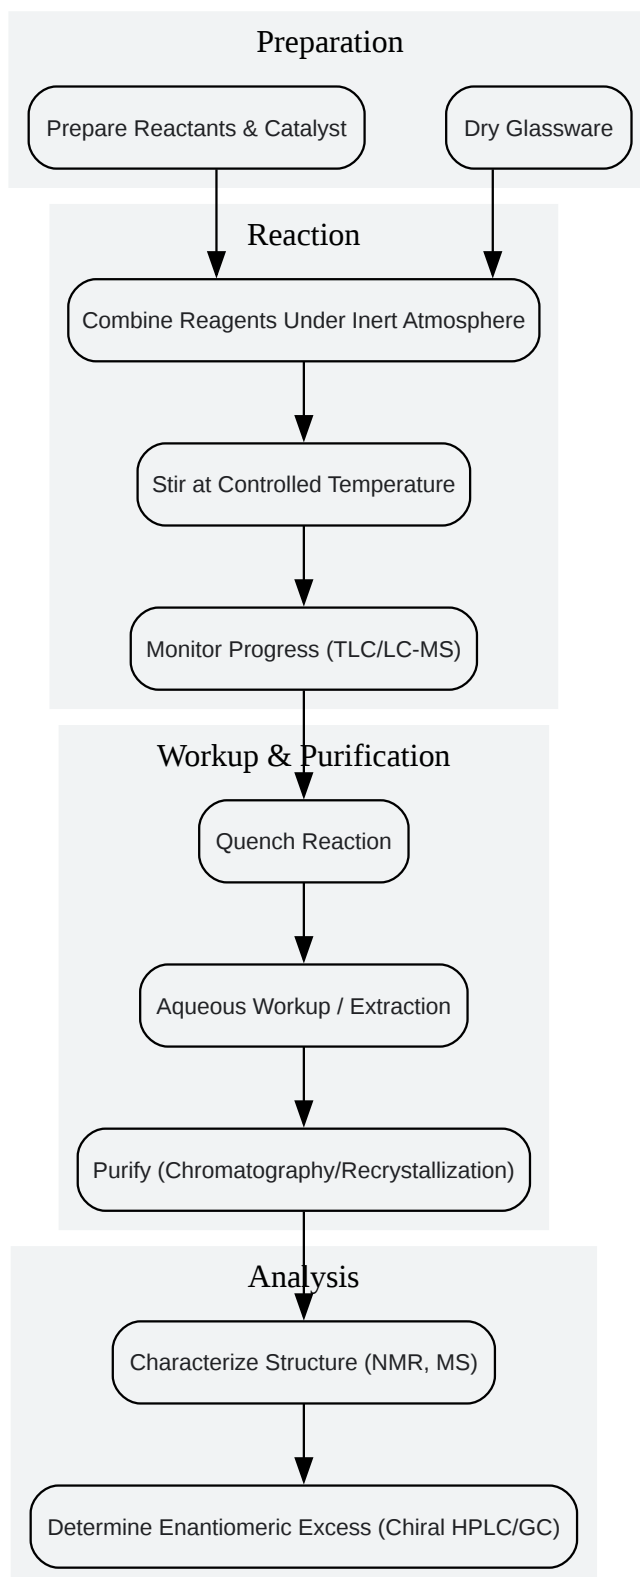 Preparation
Prepare Reactants & Catalyst
Dry Glassware
Reaction
Combine Reagents Under Inert Atmosphere
Stir at Controlled Temperature
Monitor Progress (TLC/LC-MS)
Workup & Purification
Quench Reaction
Aqueous Workup / Extraction
Purify (Chromatography/Recrystallization)
Analysis
Characterize Structure (NMR, MS)
Determine Enantiomeric Excess (Chiral HPLC/GC)